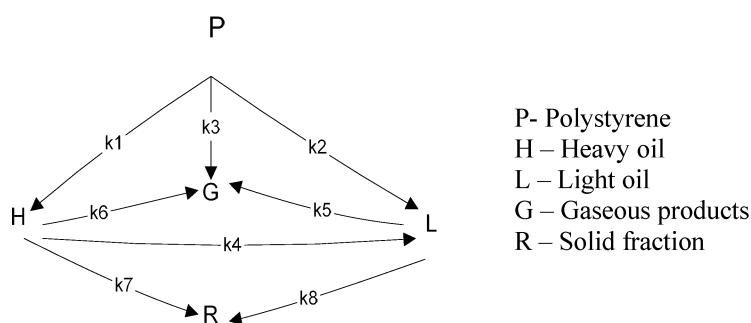 P
k1
k3
k2
H
G
L
k6
k5
k4
k7
k8
R
P- Polystyrene
H – Heavy oil
L – Light oil
G – Gaseous products
R – Solid fraction